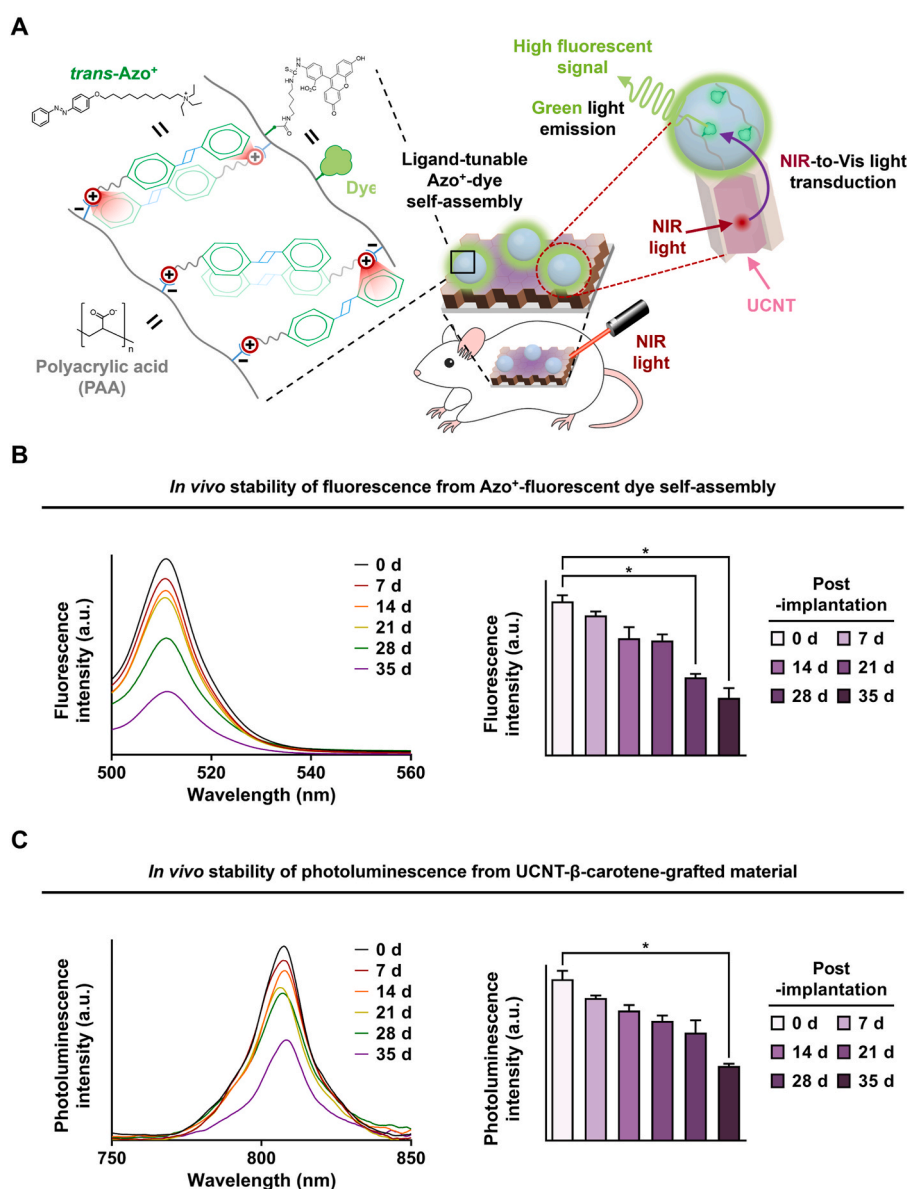 A
trans-Azo⁺
Polyacrylic acid
(PAA)
Dye
Ligand-tunable
Azo⁺-dye
self-assembly
High fluorescent
signal
Green light
emission
NIR-to-Vis light
transduction
NIR
light
UCNT
NIR
light
B
In vivo stability of fluorescence from Azo⁺-fluorescent dye self-assembly
Fluorescence
intensity (a.u.)
0 d
7 d
14 d
21 d
28 d
35 d
500 520 540 560
Wavelength (nm)
Fluorescence
intensity (a.u.)
*
*
Post
-implantation
0 d 7 d
14 d 21 d
28 d 35 d
C
In vivo stability of photoluminescence from UCNT-β-carotene-grafted material
Photoluminescence
intensity (a.u.)
0 d
7 d
14 d
21 d
28 d
35 d
750 800 850
Wavelength (nm)
Photoluminescence
intensity (a.u.)
*
Post
-implantation
0 d 7 d
14 d 21 d
28 d 35 d